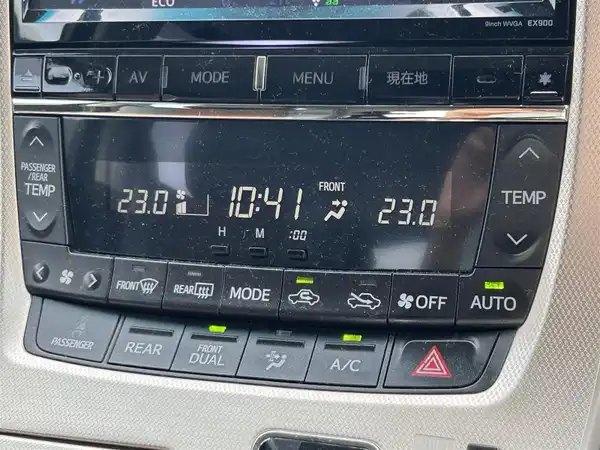 ECO
9inch WVGA EX900
AV MODE MENU 現在地
PASSENGER
/REAR
TEMP
23.0 10:41 FRONT 23.0
H M :00
TEMP
FRONT REAR MODE OFF AUTO
PASSENGER REAR FRONT
DUAL A/C